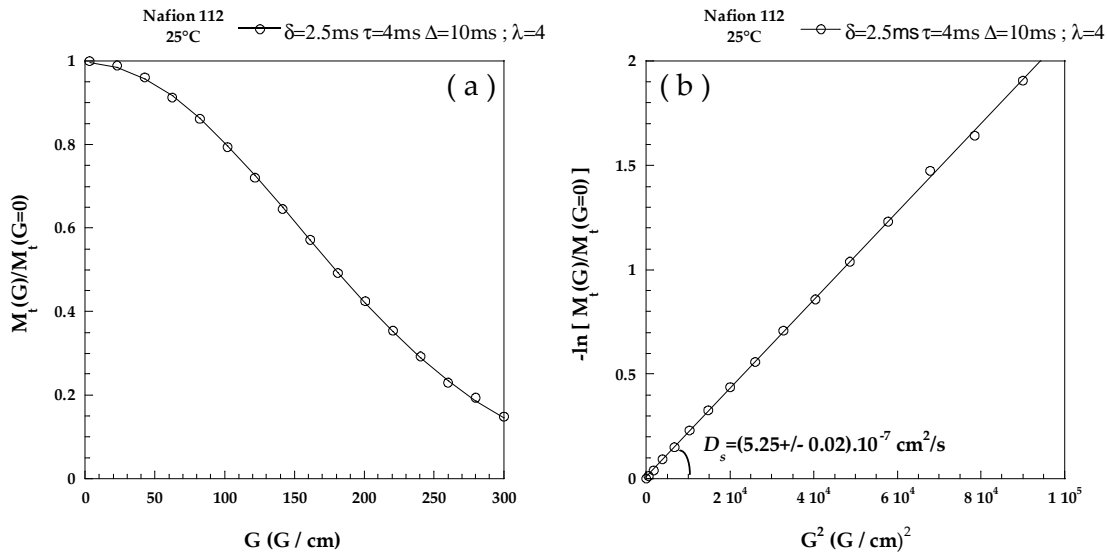 Nafion 112
25°C
δ=2.5ms τ=4ms Δ=10ms ; λ=4
( a )
M_t(G)/M_t(G=0)
1
0.8
0.6
0.4
0.2
0
0 50 100 150 200 250 300
G (G / cm)
Nafion 112
25°C
δ=2.5ms τ=4ms Δ=10ms ; λ=4
( b )
-ln [ M_t(G)/M_t(G=0) ]
2
1.5
1
0.5
0
D_s=(5.25+/- 0.02).10^-7 cm^2/s
0 2 10^4 4 10^4 6 10^4 8 10^4 1 10^5
G^2 (G / cm)^2